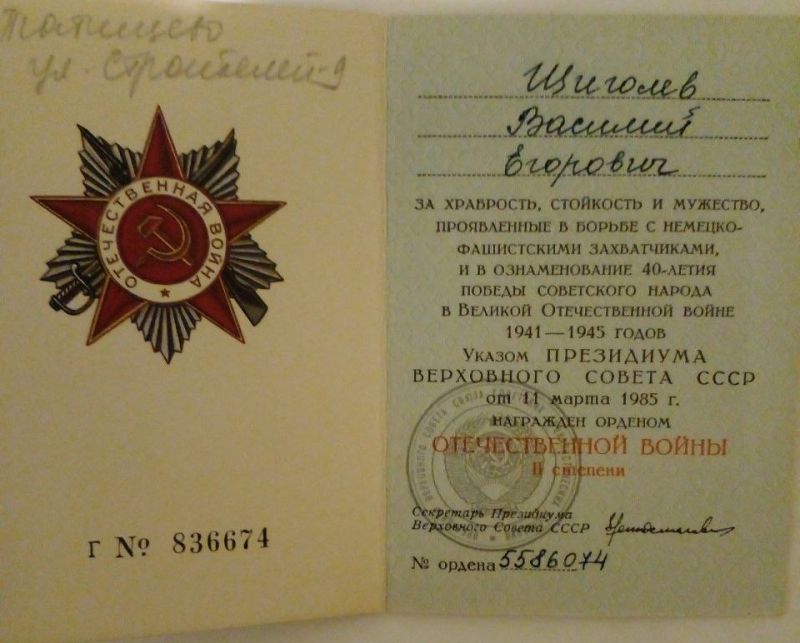 Татищево
ул. Строителей-9
ОТЕЧЕСТВЕННАЯ ВОЙНА
Г № 836674
Щиголев
Василий
Егорович
ЗА ХРАБРОСТЬ, СТОЙКОСТЬ И МУЖЕСТВО,
ПРОЯВЛЕННЫЕ В БОРЬБЕ С НЕМЕЦКО-
ФАШИСТСКИМИ ЗАХВАТЧИКАМИ,
И В ОЗНАМЕНОВАНИЕ 40-ЛЕТИЯ
ПОБЕДЫ СОВЕТСКОГО НАРОДА
В ВЕЛИКОЙ ОТЕЧЕСТВЕННОЙ ВОЙНЕ
1941—1945 ГОДОВ
УКАЗОМ ПРЕЗИДИУМА
ВЕРХОВНОГО СОВЕТА СССР
от 11 марта 1985 г.
НАГРАЖДЕН ОРДЕНОМ
ОТЕЧЕСТВЕННОЙ ВОЙНЫ
II степени
Секретарь Президиума
Верховного Совета СССР
№ ордена 5586074